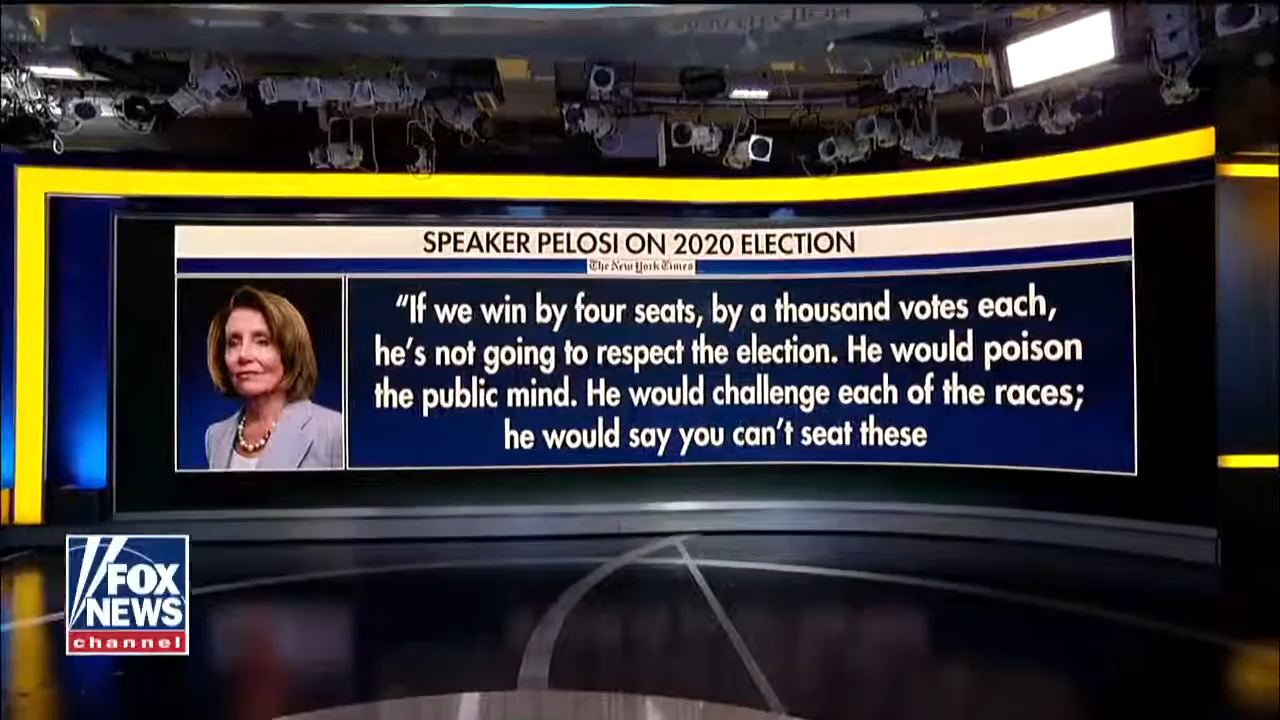 SPEAKER PELOSI ON 2020 ELECTION
The New York Times
“If we win by four seats, by a thousand votes each,
he’s not going to respect the election. He would poison
the public mind. He would challenge each of the races;
he would say you can’t seat these
FOX
NEWS
channel